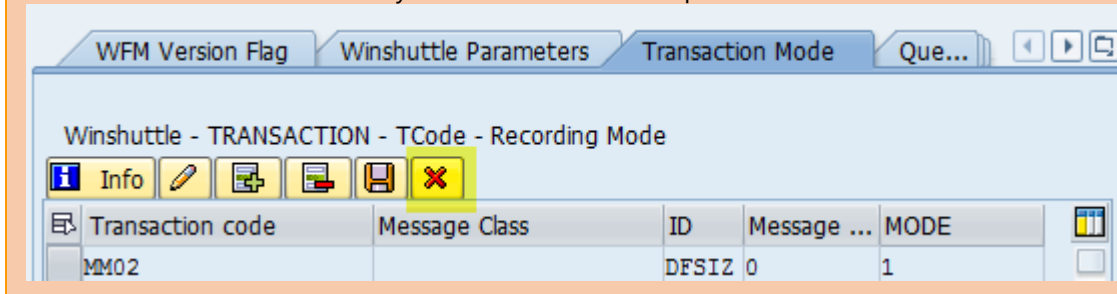 WFM Version Flag Winshuttle Parameters Transaction Mode Que...
Winshuttle - TRANSACTION - TCode - Recording Mode
Info
Transaction code Message Class ID Message ... MODE
MM02 DFSIZ 0 1